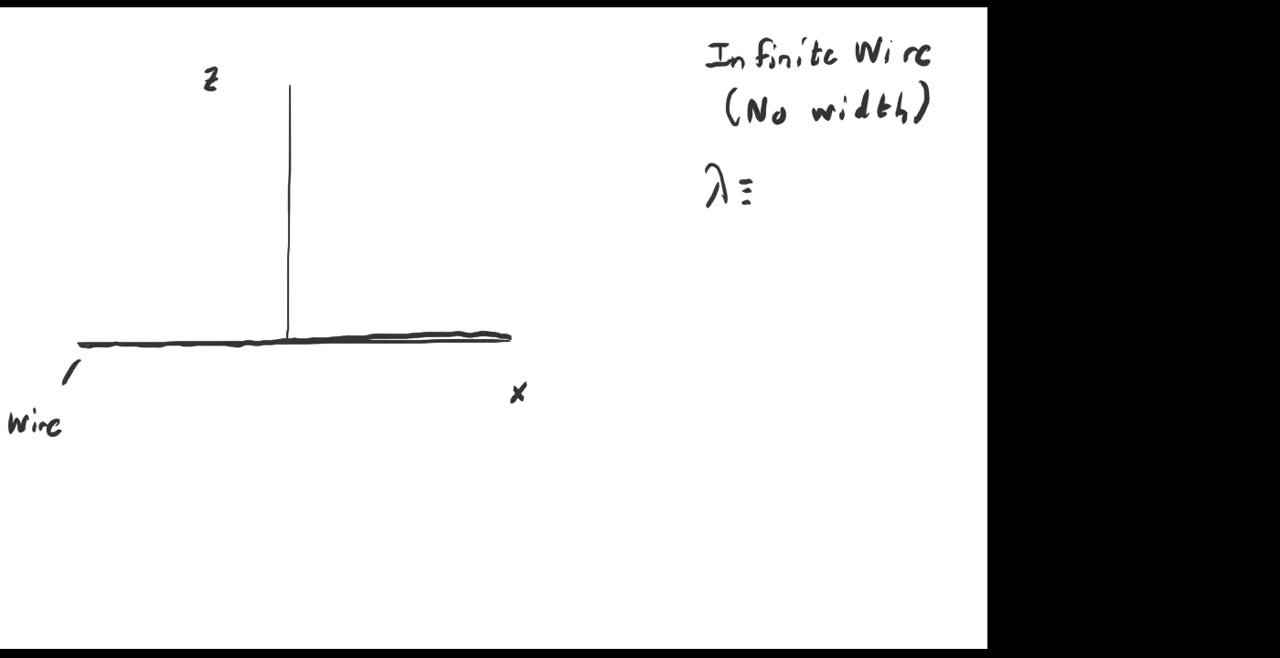 Infinite Wire
z
(No width)
λ ≡
x
Wire